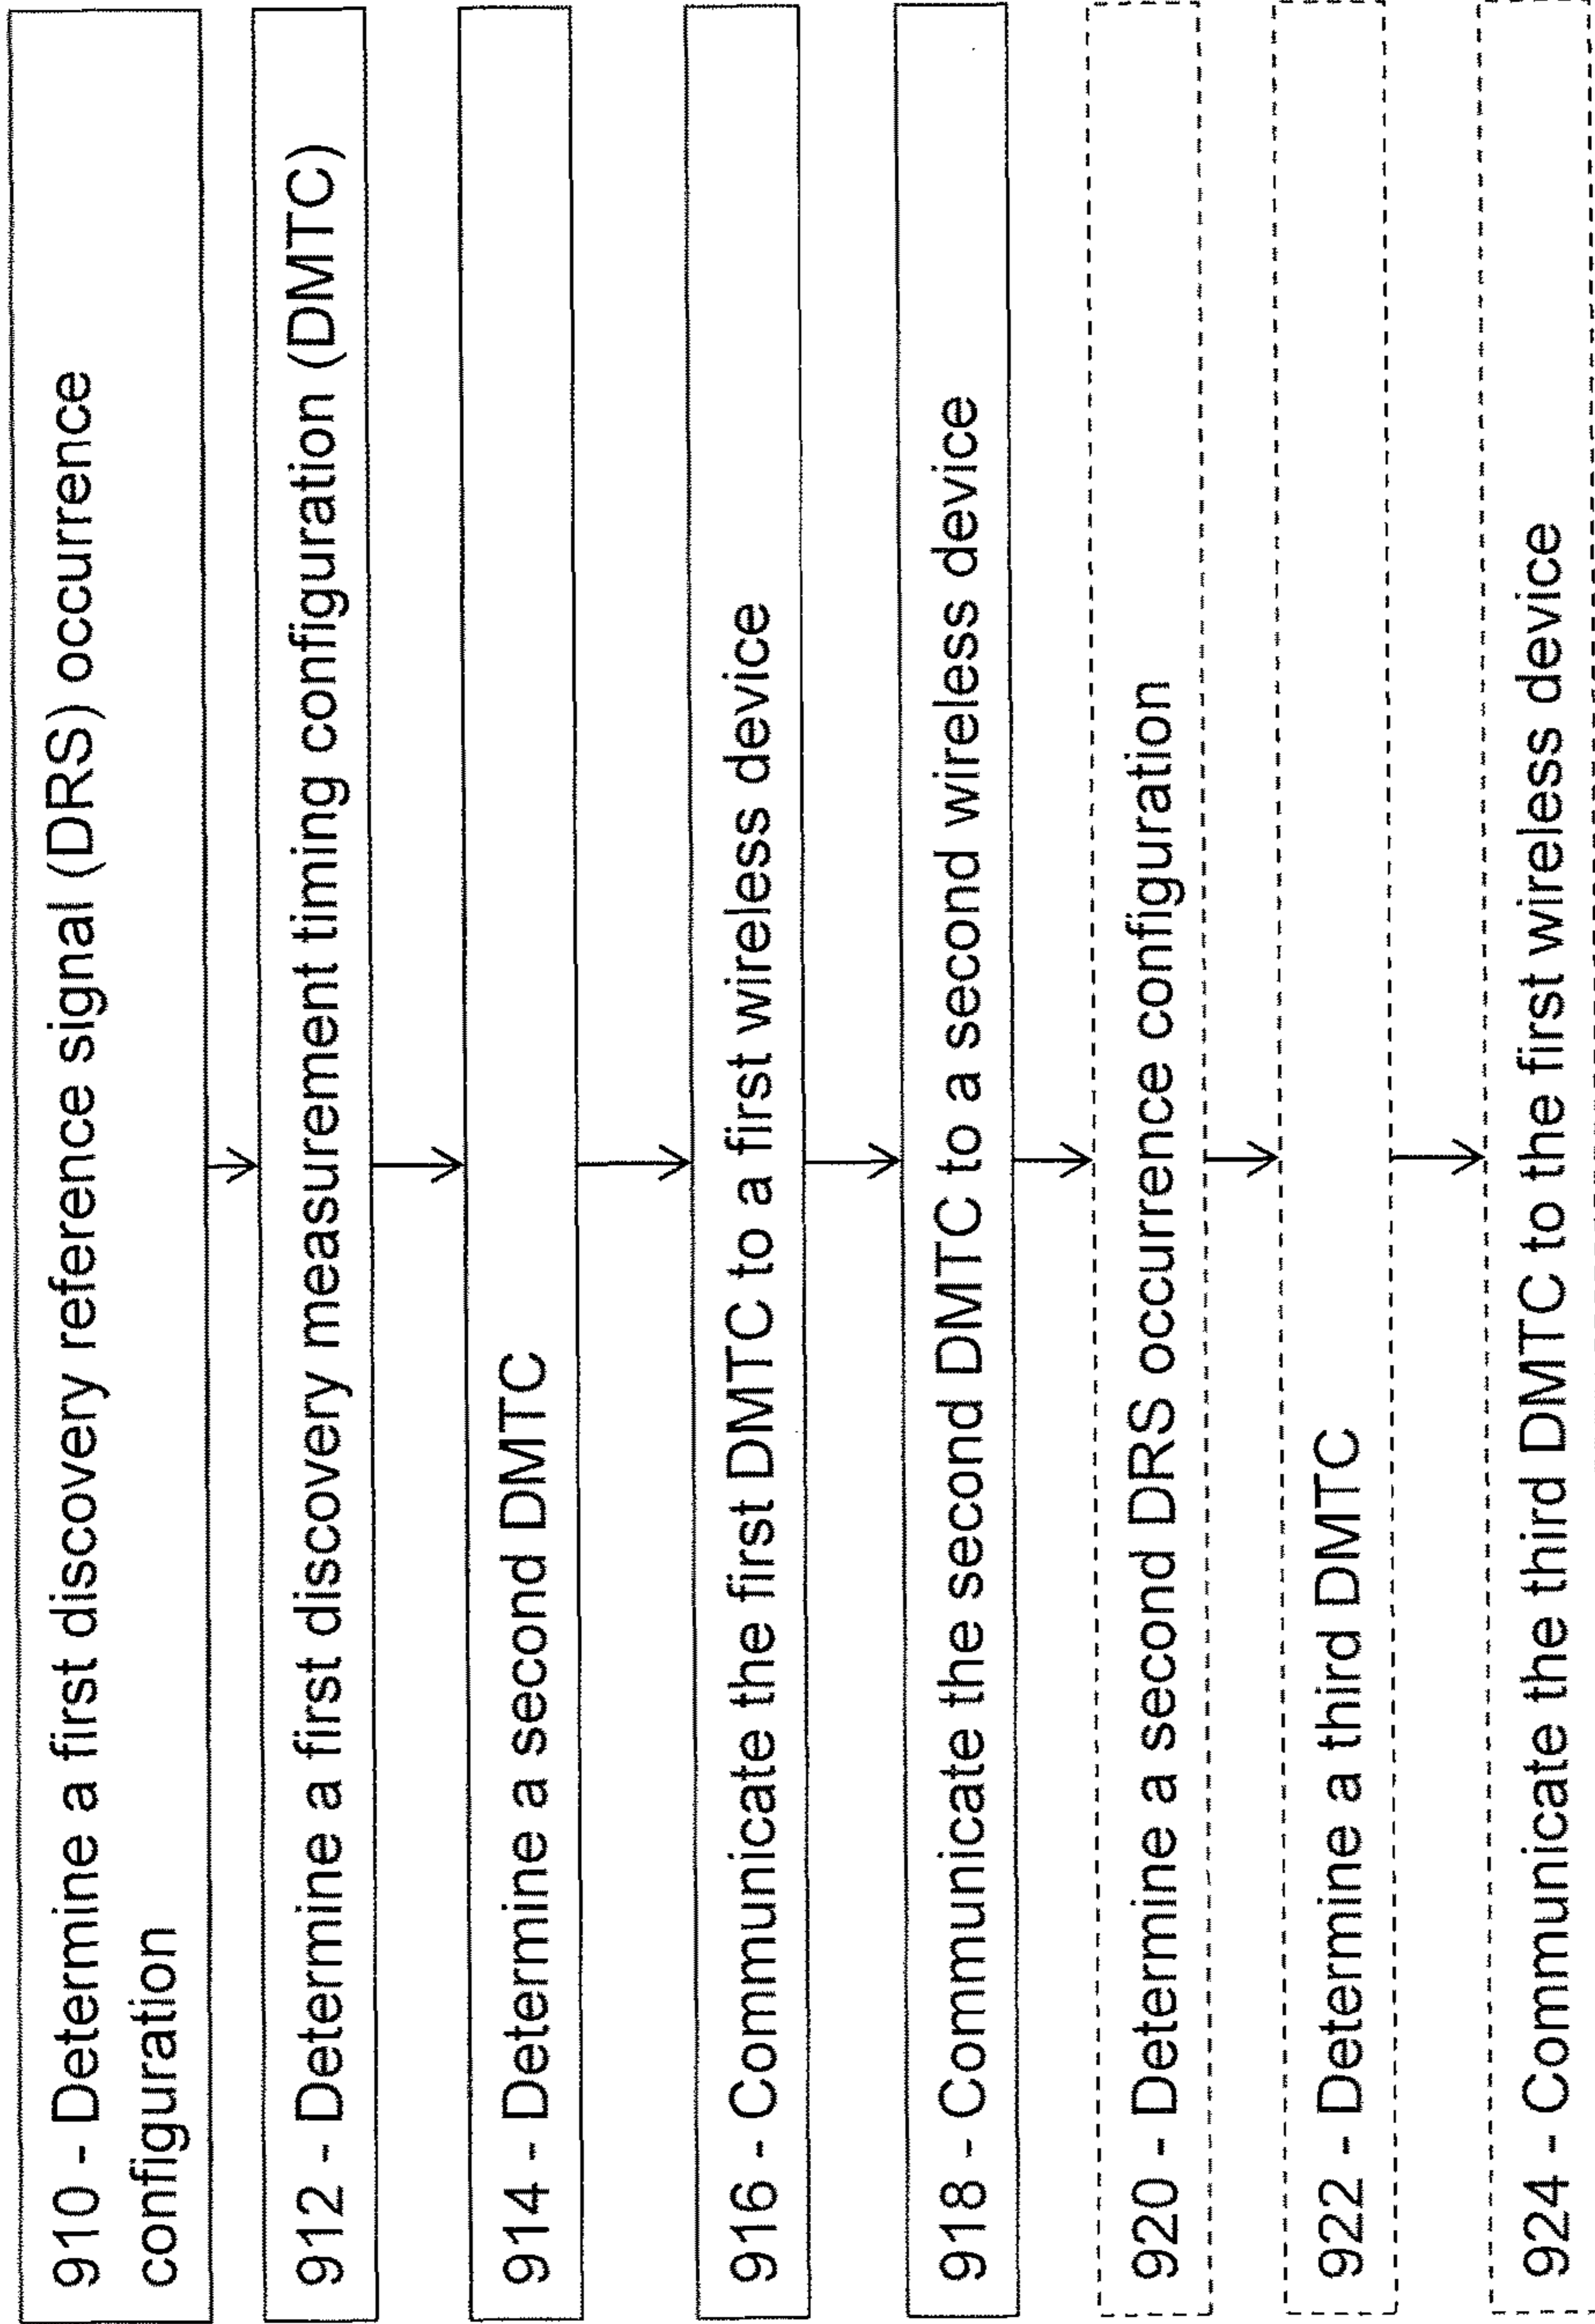 910 - Determine a first discovery reference signal (DRS) occurrence
configuration
912 - Determine a first discovery measurement timing configuration (DMTC)
914 - Determine a second DMTC
916 - Communicate the first DMTC to a first wireless device
918 - Communicate the second DMTC to a second wireless device
920 - Determine a second DRS occurrence configuration
922 - Determine a third DMTC
924 - Communicate the third DMTC to the first wireless device